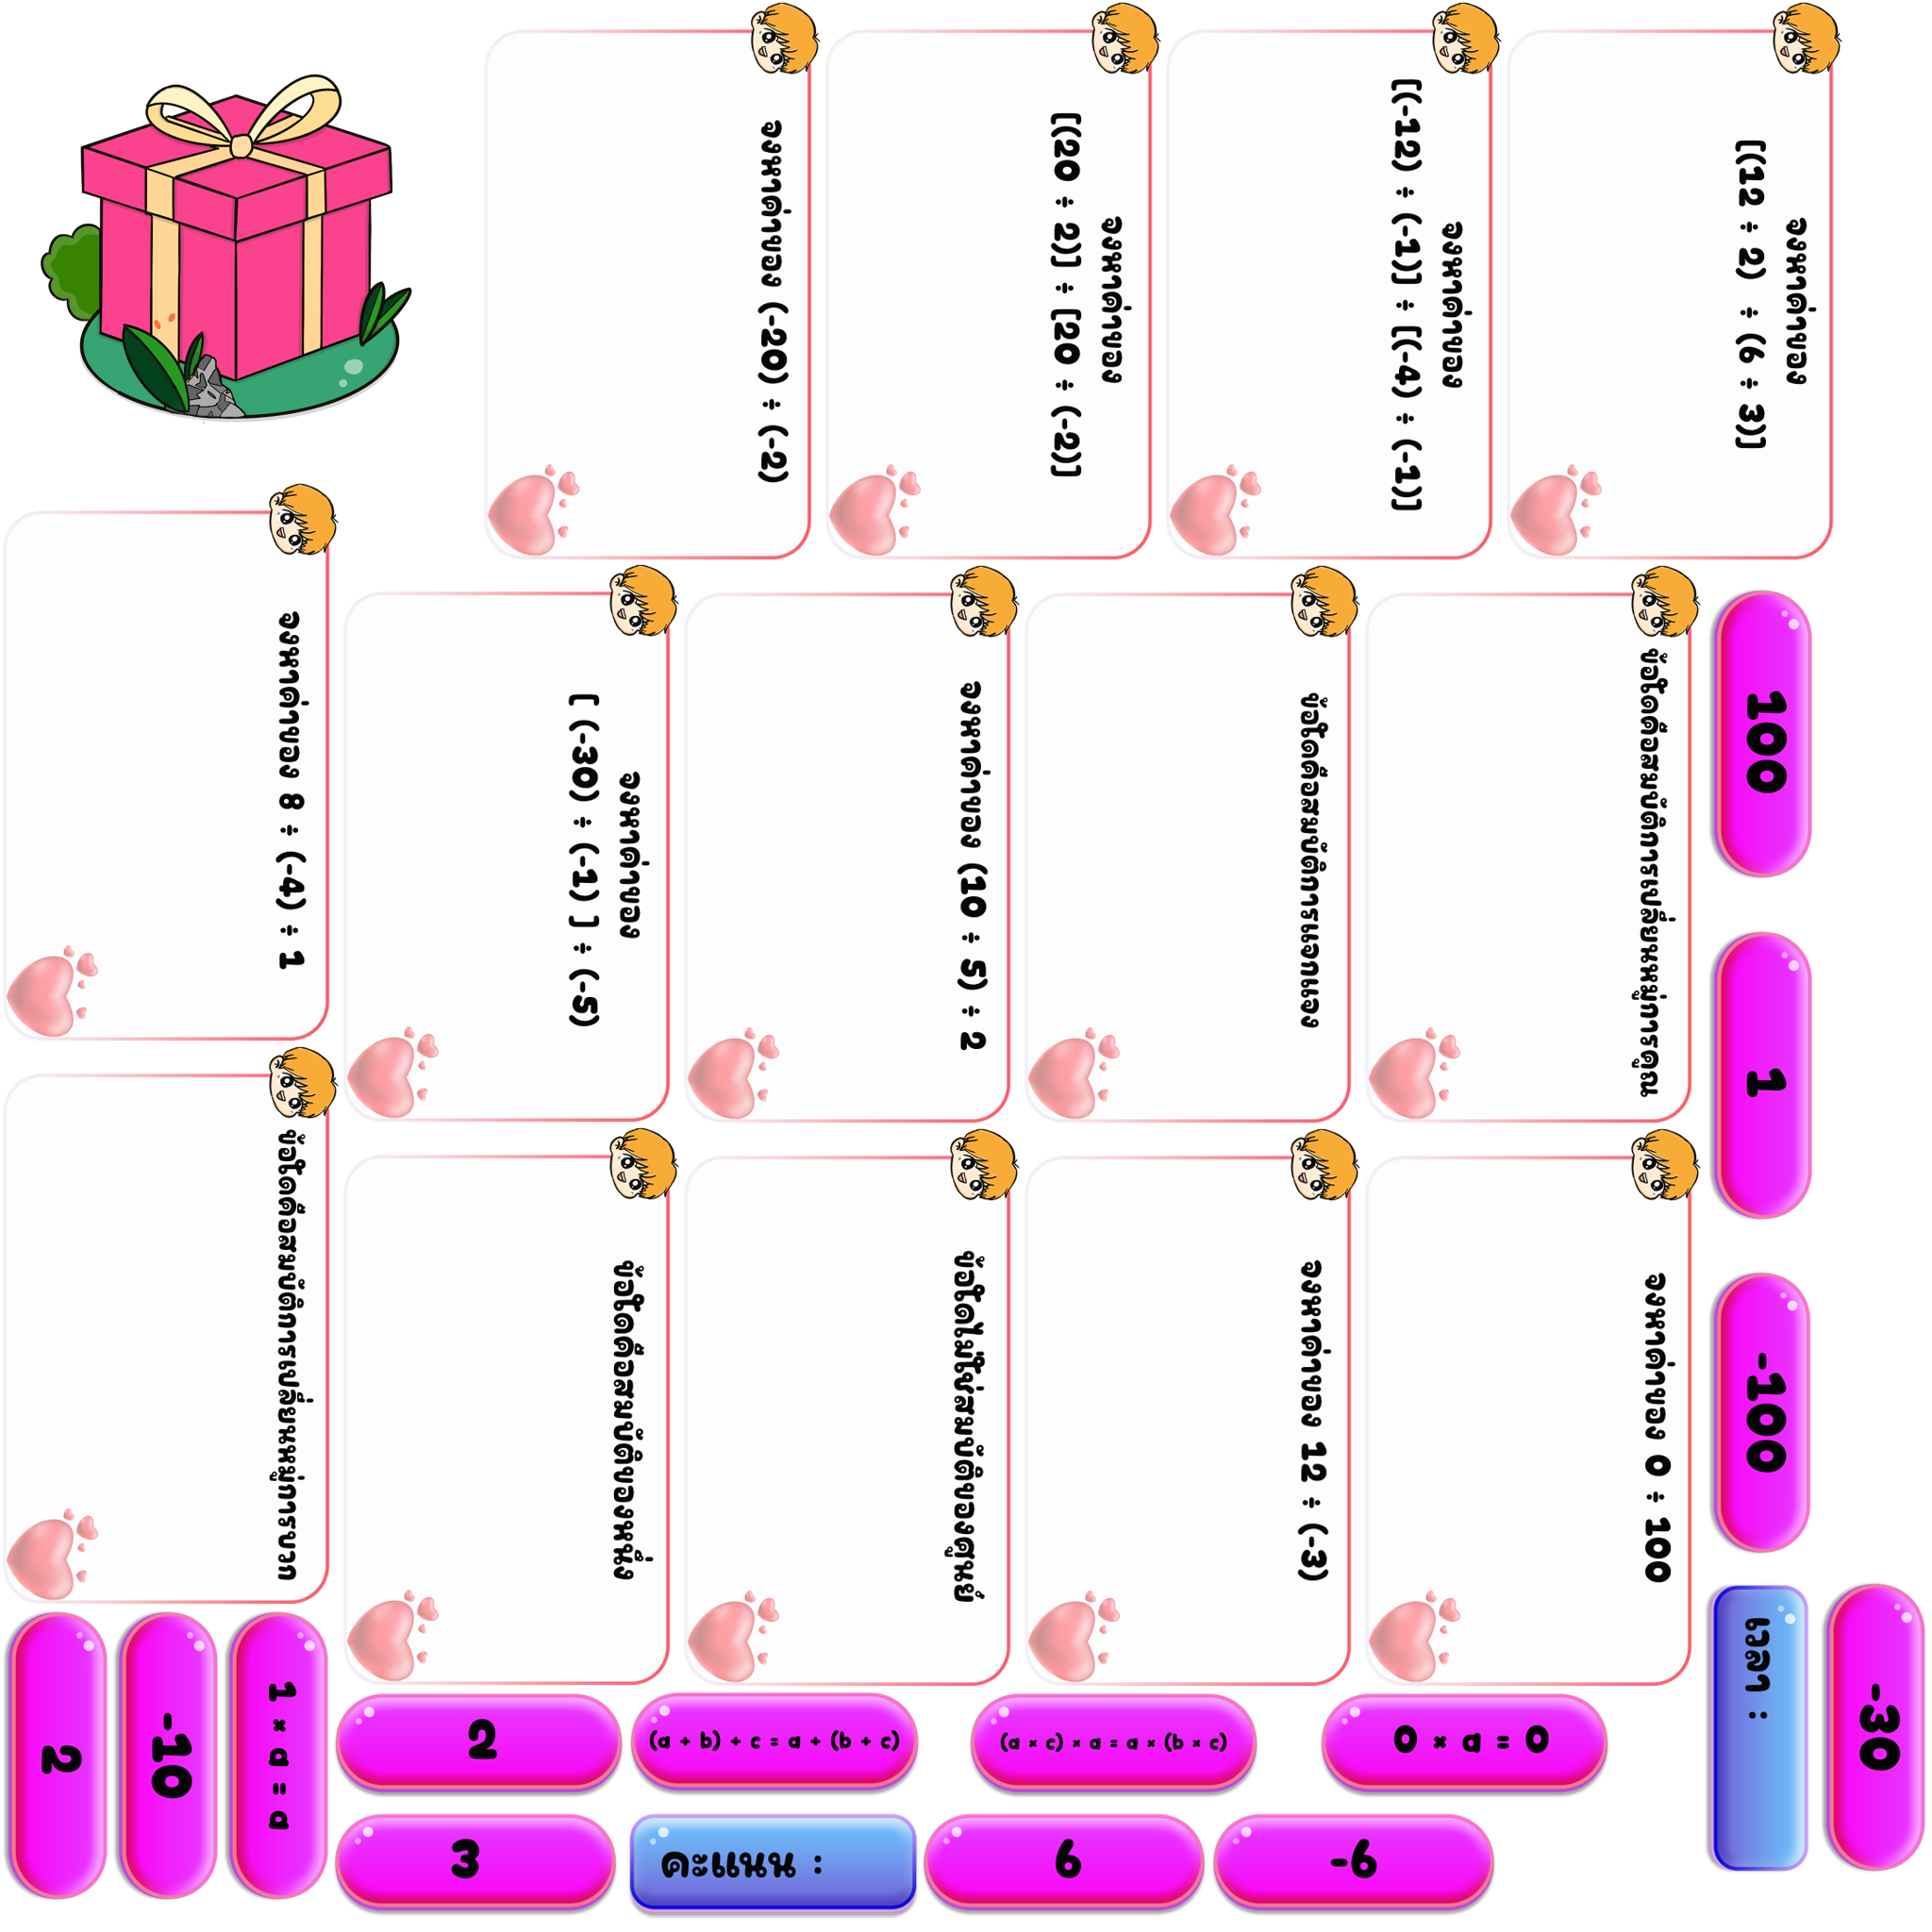 จงหาค่าของ (-20) ÷ (-2)
จงหาค่าของ
[(20 ÷ 2)] ÷ [20 ÷ (-2)]
จงหาค่าของ
[(-12) ÷ (-1)] ÷ [(-4) ÷ (-1)]
จงหาค่าของ
[(12 ÷ 2) ÷ (6 ÷ 3)]
จงหาค่าของ 8 ÷ (-4) ÷ 1
จงหาค่าของ
[ (-30) ÷ (-1) ] ÷ (-5)
จงหาค่าของ (10 ÷ 5) ÷ 2
ข้อใดคือสมบัติการแจกแจง
ข้อใดคือสมบัติการเปลี่ยนหมู่การคูณ
100
1
-100
ข้อใดคือสมบัติการเปลี่ยนหมู่การบวก
ข้อใดคือสมบัติของหนึ่ง
ข้อใดไม่ใช่สมบัติของศูนย์
จงหาค่าของ 12 ÷ (-3)
จงหาค่าของ 0 ÷ 100
เวลา :
-30
2
-10
1 × a = a
2
(a + b) + c = a + (b + c)
(a × c) × a = a × (b × c)
0 × a = 0
3
คะแนน :
6
-6